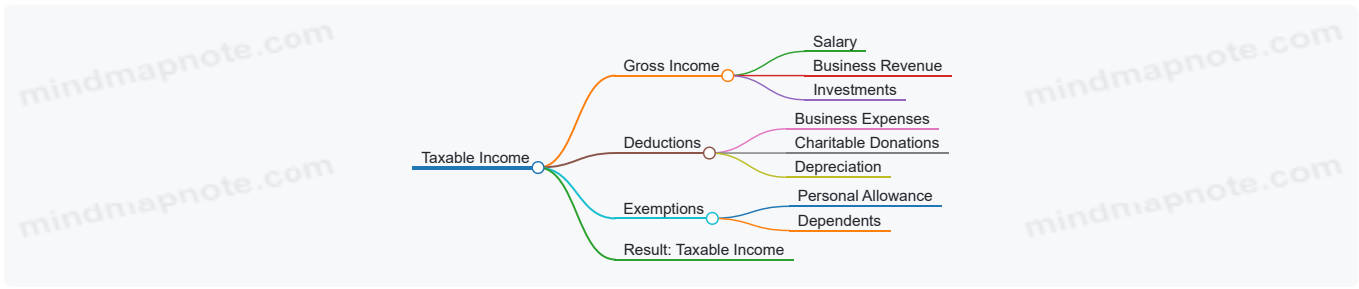 mindmapnote.com
mindmapnote.com
Taxable Income
Gross Income
Salary
Business Revenue
Investments
Deductions
Business Expenses
Charitable Donations
Depreciation
Exemptions
Personal Allowance
Dependents
Result: Taxable Income
mindmapnote.com
mindmapnote.com